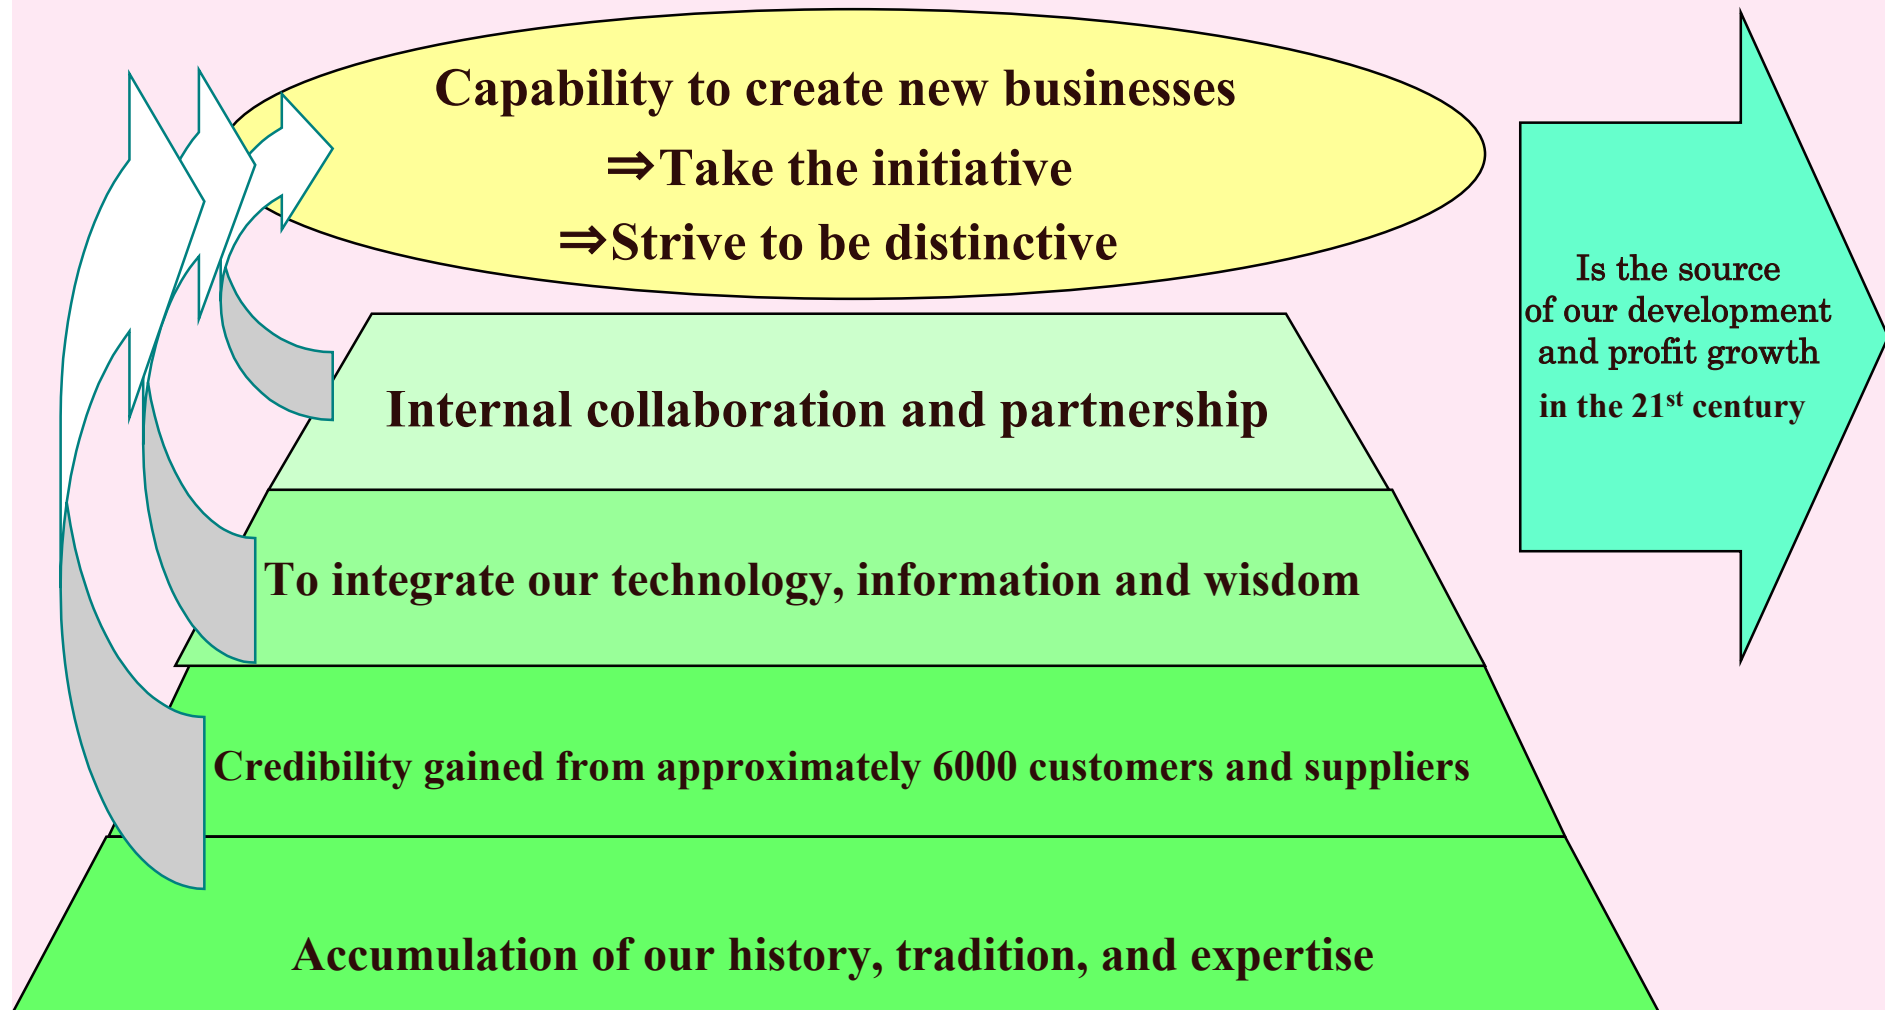 Capability to create new businesses
⇒Take the initiative
⇒Strive to be distinctive
Internal collaboration and partnership
To integrate our technology, information and wisdom
Credibility gained from approximately 6000 customers and suppliers
Accumulation of our history, tradition, and expertise
Is the source
of our development
and profit growth
in the 21st century